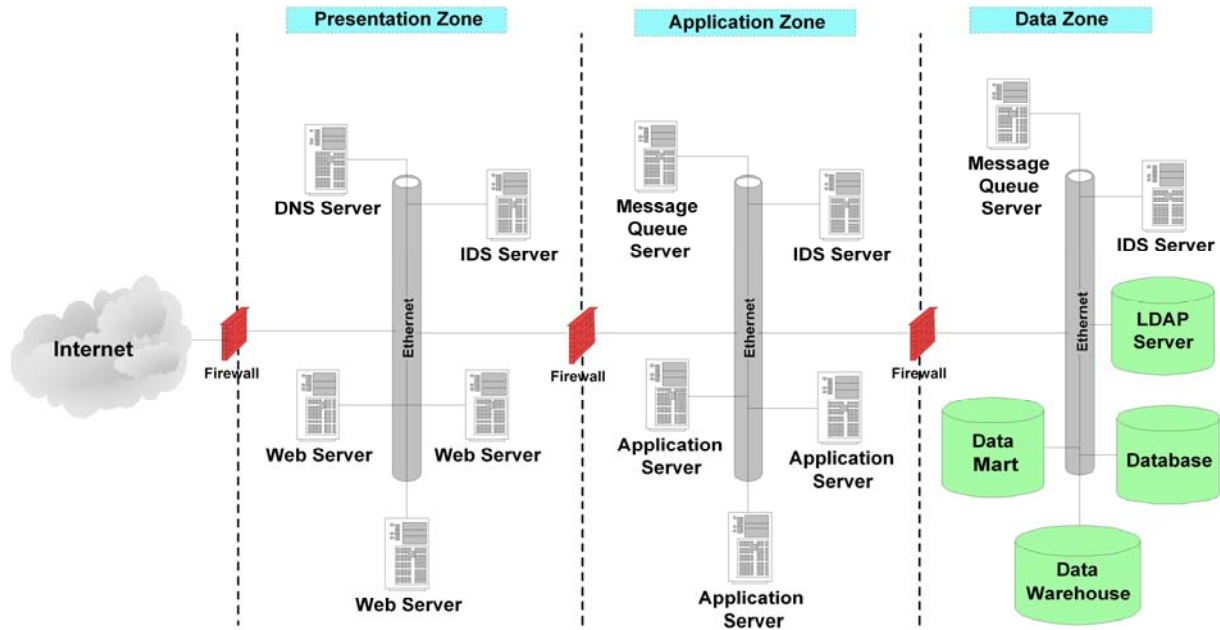 Presentation Zone
Application Zone
Data Zone
DNS Server
IDS Server
Ethernet
Internet
Firewall
Web Server
Web Server
Web Server
Message
Queue
Server
IDS Server
Ethernet
Firewall
Application
Server
Application
Server
Application
Server
Message
Queue
Server
IDS Server
Ethernet
LDAP
Server
Firewall
Data
Mart
Database
Data
Warehouse